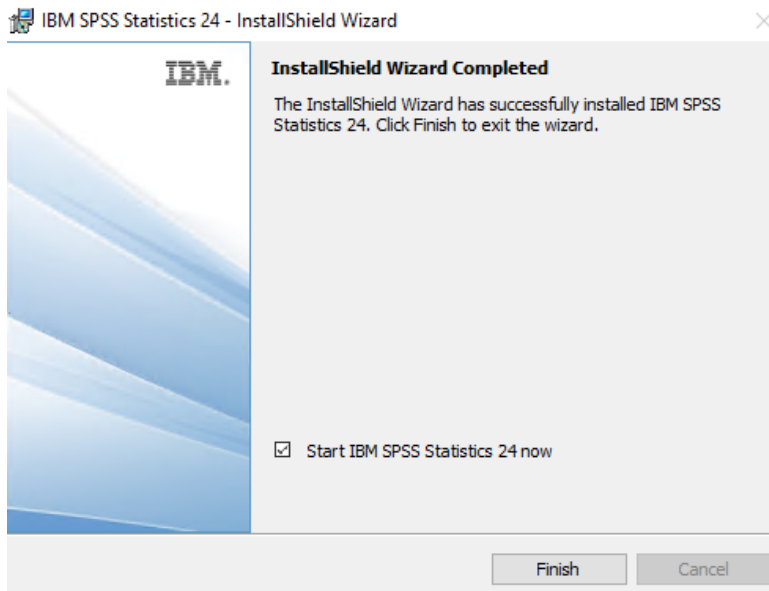 IBM SPSS Statistics 24 - InstallShield Wizard
IBM.
InstallShield Wizard Completed
The InstallShield Wizard has successfully installed IBM SPSS
Statistics 24. Click Finish to exit the wizard.
Start IBM SPSS Statistics 24 now
Finish
Cancel